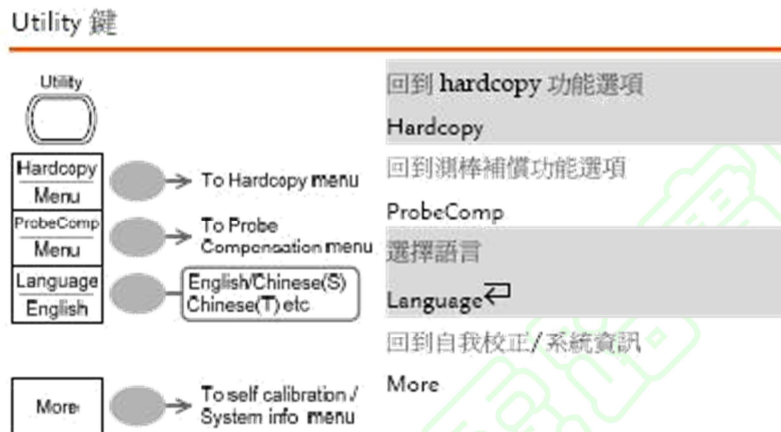 Utility 鍵
Utility
Hardcopy
Menu
To Hardcopy menu
ProbeComp
Menu
To Probe
Compensation menu
Language
English
English/Chinese(S)
Chinese(T) etc
More
To self calibration /
System info menu
回到 hardcopy 功能選項
Hardcopy
回到測棒補償功能選項
ProbeComp
選擇語言
Language
回到自我校正/系統資訊
More